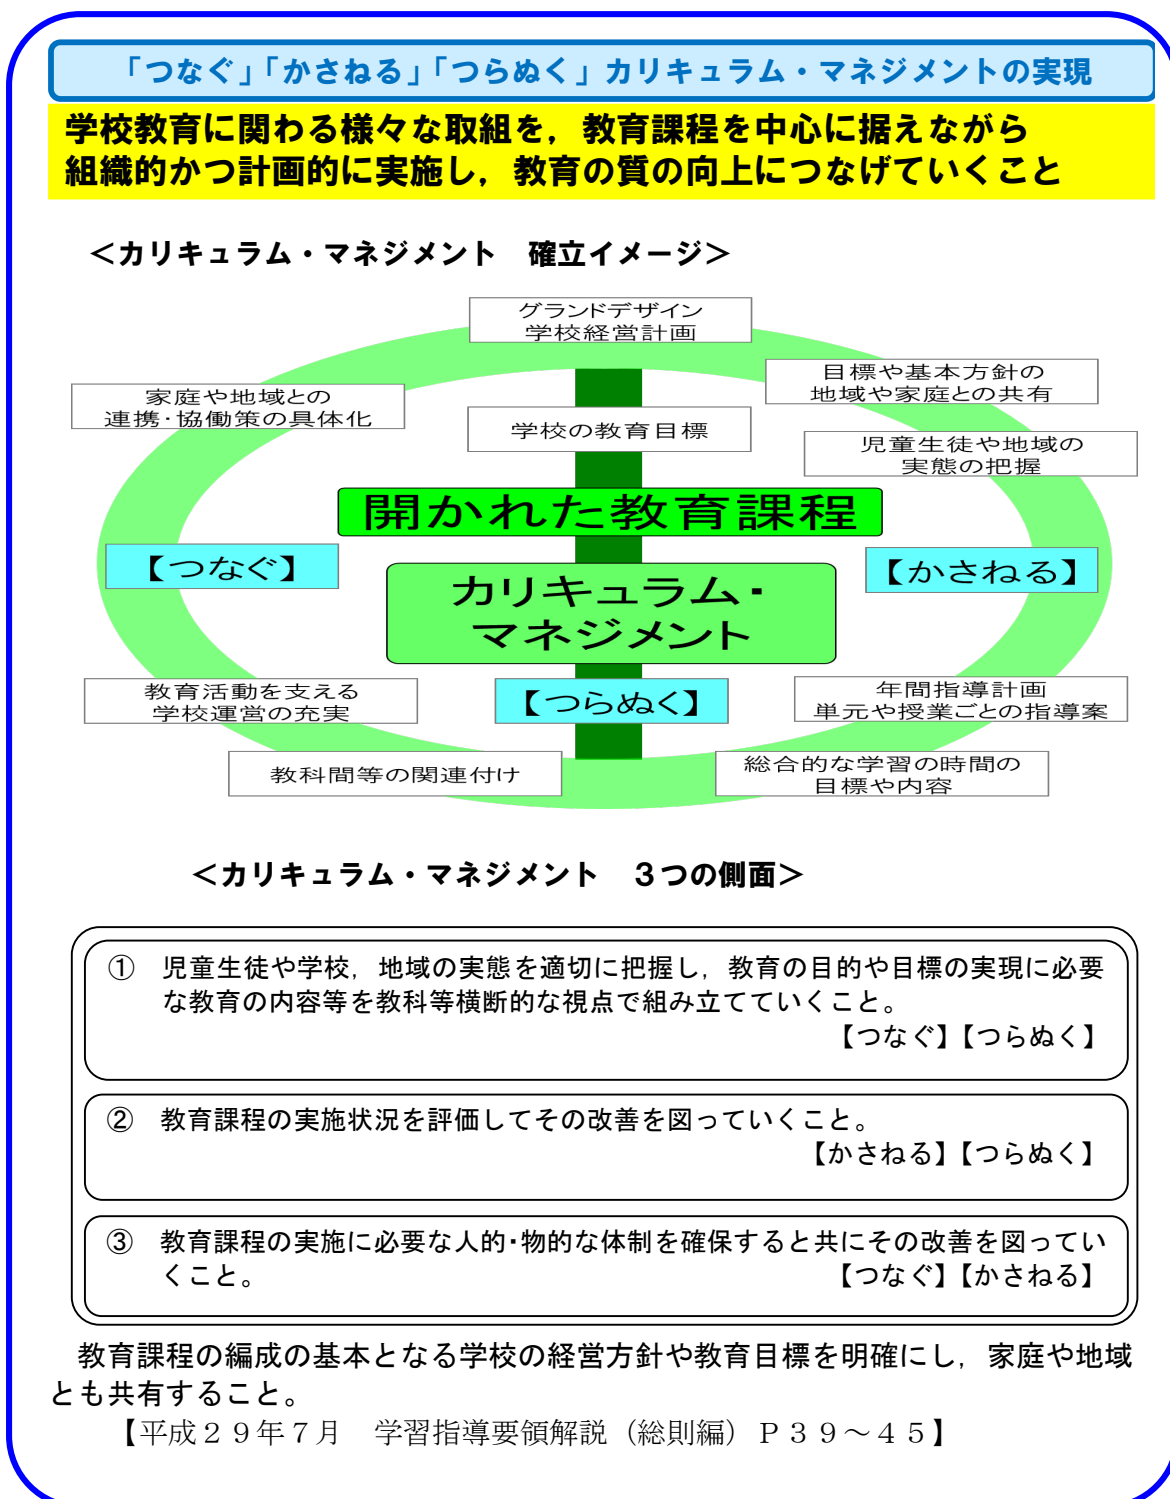 「つなぐ」「かさねる」「つらぬく」カリキュラム・マネジメントの実現
学校教育に関わる様々な取組を，教育課程を中心に据えながら
組織的かつ計画的に実施し，教育の質の向上につなげていくこと
＜カリキュラム・マネジメント　確立イメージ＞
グランドデザイン
学校経営計画
目標や基本方針の
地域や家庭との共有
家庭や地域との
連携・協働策の具体化
学校の教育目標
児童生徒や地域の
実態の把握
開かれた教育課程
【つなぐ】
【かさねる】
カリキュラム・
マネジメント
教育活動を支える
学校運営の充実
【つらぬく】
年間指導計画
単元や授業ごとの指導案
教科間等の関連付け
総合的な学習の時間の
目標や内容
＜カリキュラム・マネジメント　３つの側面＞
①　児童生徒や学校，地域の実態を適切に把握し，教育の目的や目標の実現に必要
な教育の内容等を教科等横断的な視点で組み立てていくこと。
【つなぐ】【つらぬく】
②　教育課程の実施状況を評価してその改善を図っていくこと。
【かさねる】【つらぬく】
③　教育課程の実施に必要な人的・物的な体制を確保すると共にその改善を図ってい
くこと。　【つなぐ】【かさねる】
教育課程の編成の基本となる学校の経営方針や教育目標を明確にし，家庭や地域
とも共有すること。
【平成２９年７月　学習指導要領解説（総則編）Ｐ３９～４５】